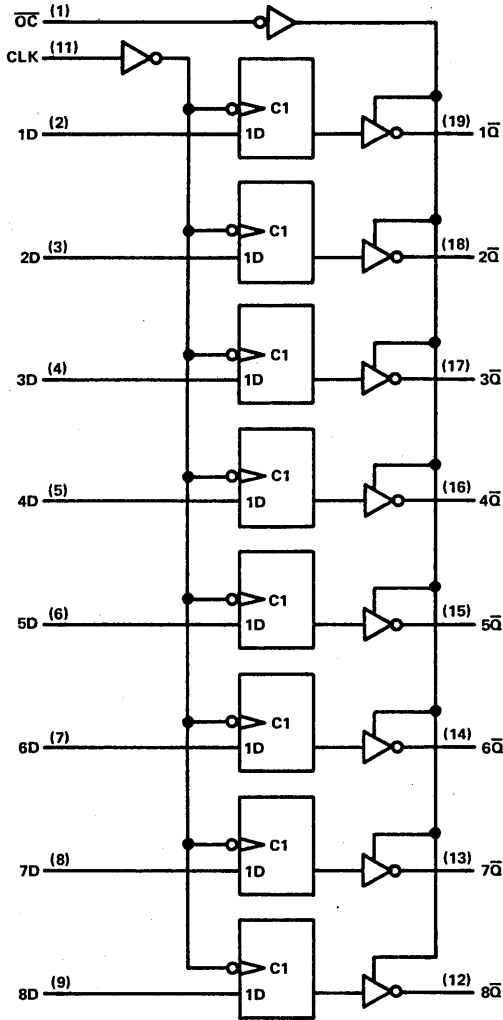 O̅C̅ (1)
CLK (11)
C1
1D (2) 1D (19) 1Q̅
C1
2D (3) 1D (18) 2Q̅
C1
3D (4) 1D (17) 3Q̅
C1
4D (5) 1D (16) 4Q̅
C1
5D (6) 1D (15) 5Q̅
C1
6D (7) 1D (14) 6Q̅
C1
7D (8) 1D (13) 7Q̅
C1
8D (9) 1D (12) 8Q̅